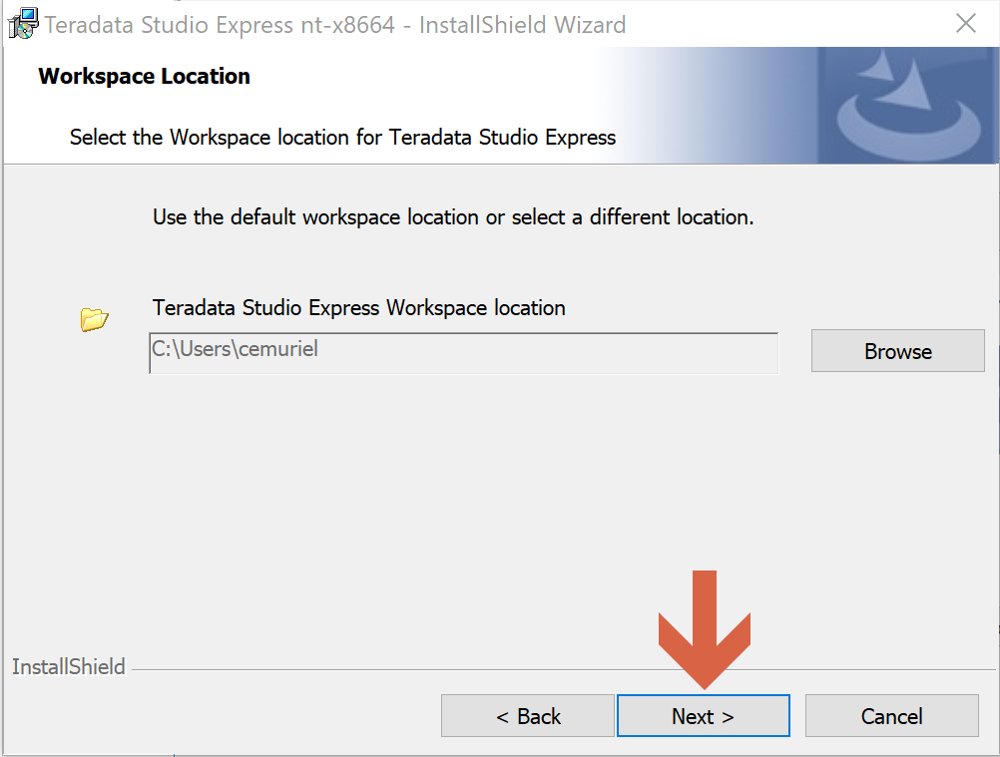 Teradata Studio Express nt-x8664 - InstallShield Wizard
Workspace Location
Select the Workspace location for Teradata Studio Express
Use the default workspace location or select a different location.
Teradata Studio Express Workspace location
C:\Users\cemuriel
Browse
InstallShield
< Back
Next >
Cancel